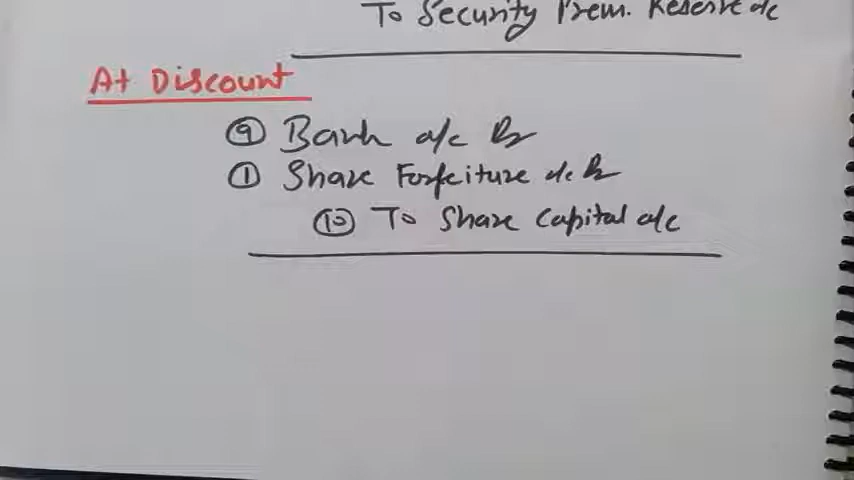 To Security Prem. Reserve a/c
At Discount
⑨ Bank a/c Dr
① Share Forfeiture a/c Dr
⑩ To Share Capital a/c